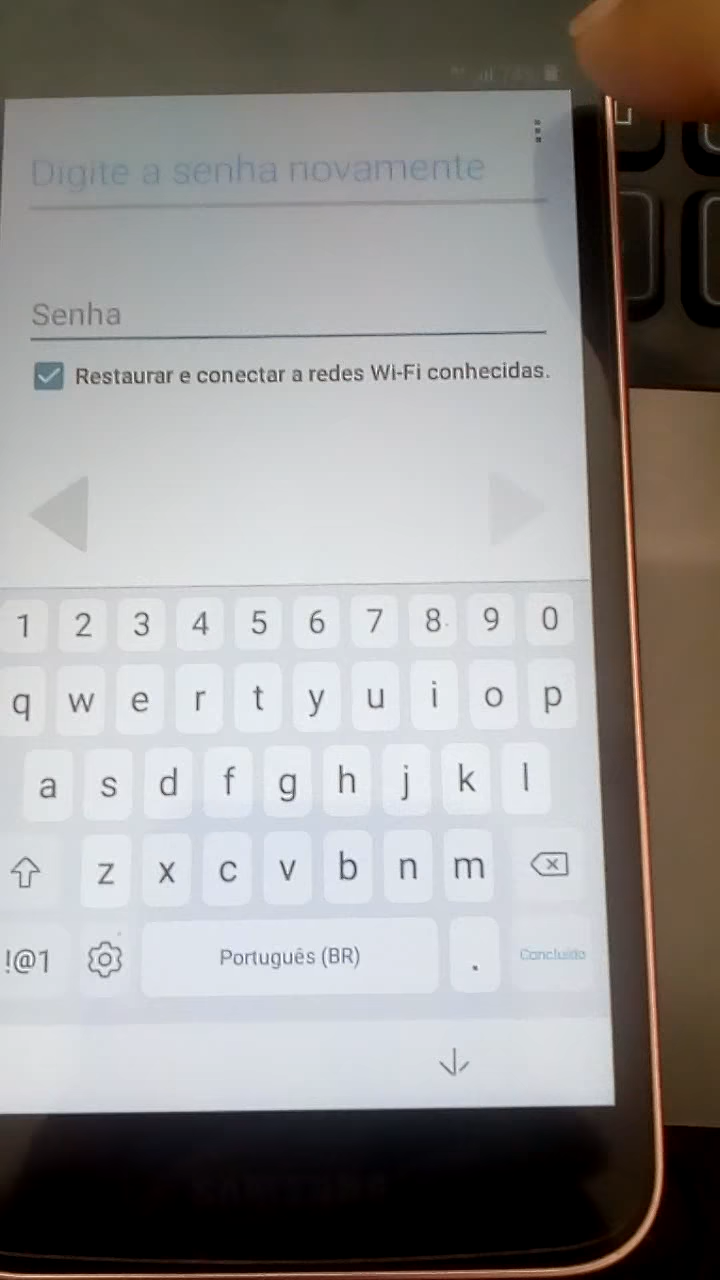 Digite a senha novamente
Senha
Restaurar e conectar a redes Wi-Fi conhecidas.
1 2 3 4 5 6 7 8 9 0
q w e r t y u i o p
a s d f g h j k l
z x c v b n m
!@1 Português (BR) . Concluído